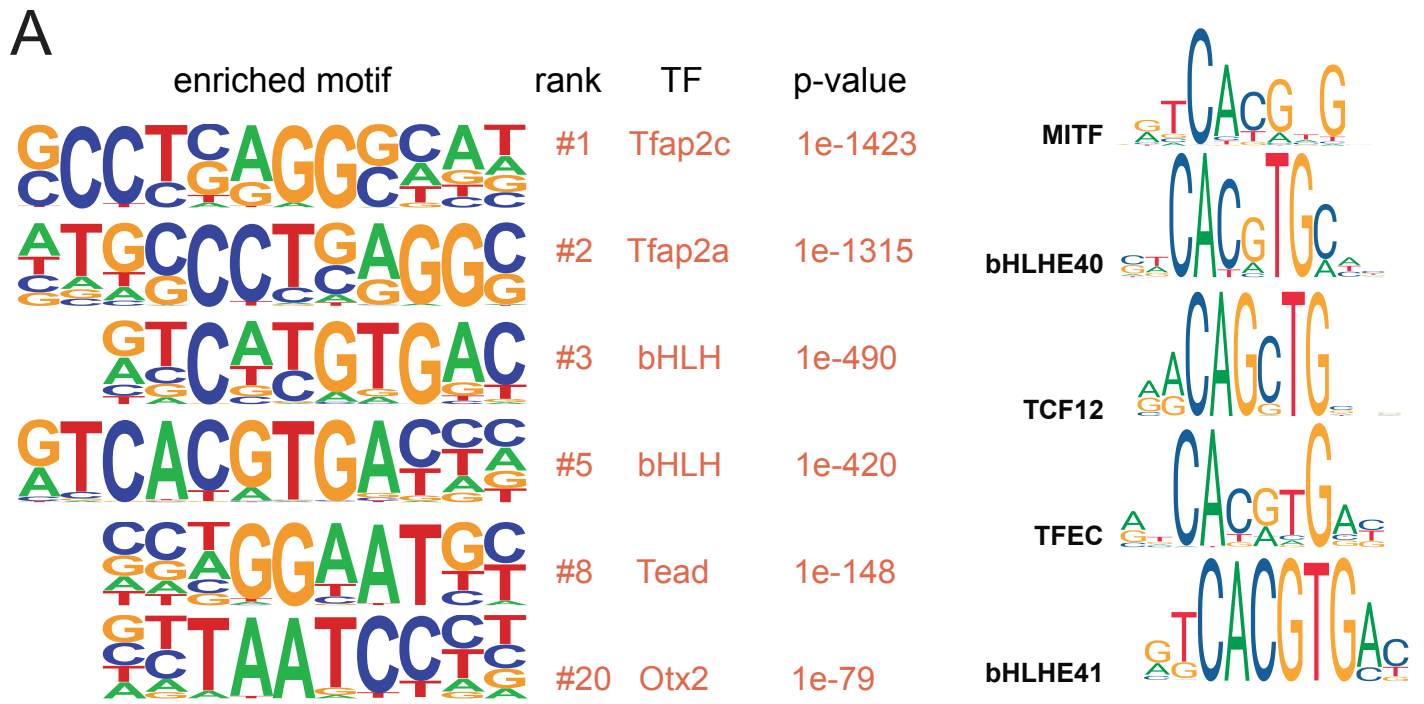 A
enriched motif rank TF p-value
#1 Tfap2c 1e-1423
#2 Tfap2a 1e-1315
#3 bHLH 1e-490
#5 bHLH 1e-420
#8 Tead 1e-148
#20 Otx2 1e-79
MITF
bHLHE40
TCF12
TFEC
bHLHE41